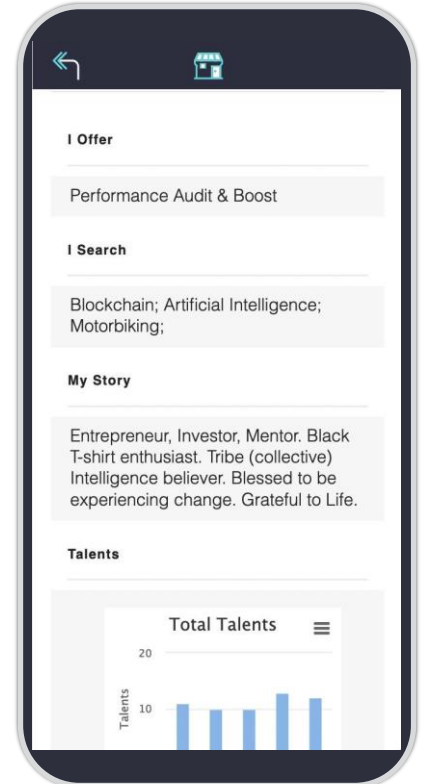 I Offer
Performance Audit & Boost
I Search
Blockchain; Artificial Intelligence;
Motorbiking;
My Story
Entrepreneur, Investor, Mentor. Black
T-shirt enthusiast. Tribe (collective)
Intelligence believer. Blessed to be
experiencing change. Grateful to Life.
Talents
Total Talents
20
Talents
10